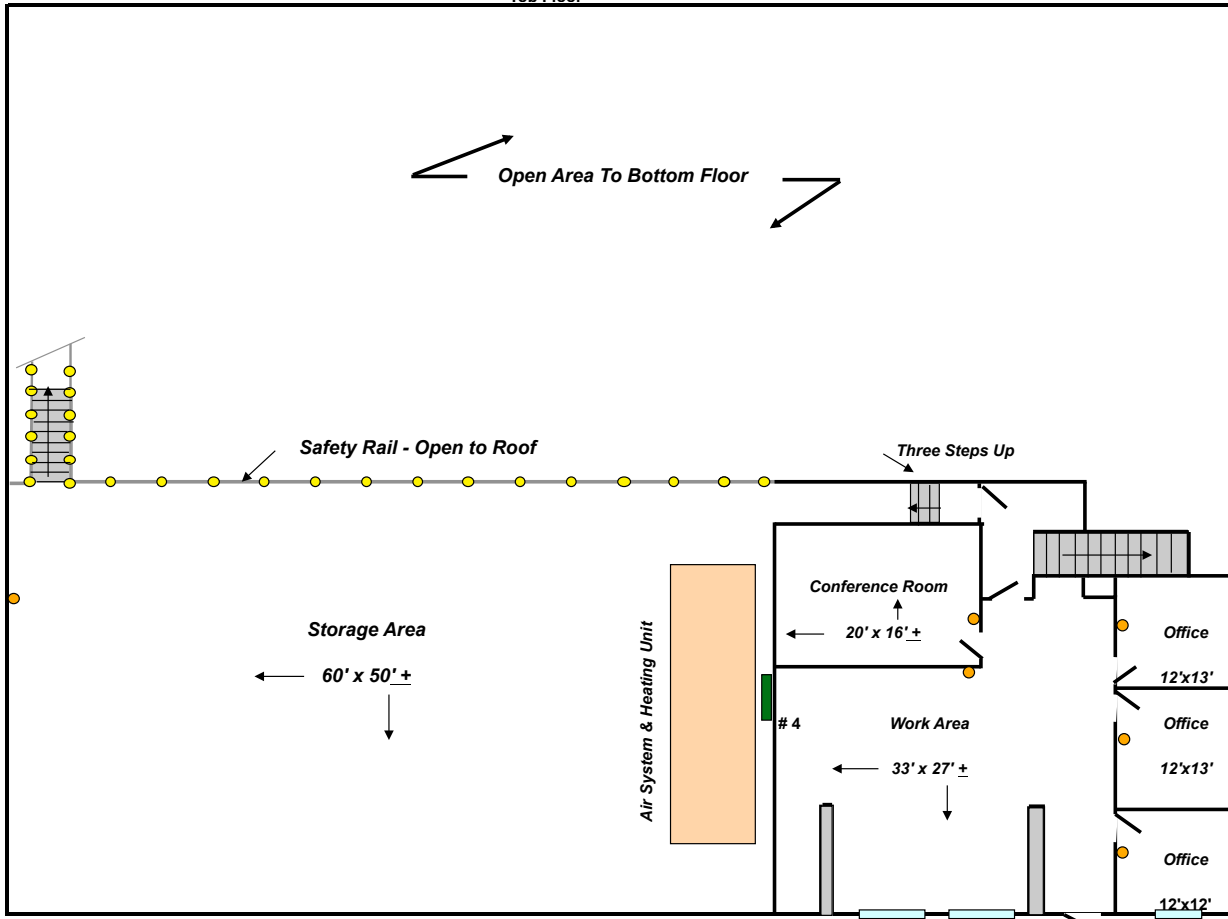 Open Area To Bottom Floor
Safety Rail - Open to Roof
Three Steps Up
Conference Room
20' x 16' +
Storage Area
60' x 50' +
Air System & Heating Unit
# 4
Work Area
33' x 27' +
Office
12'x13'
Office
12'x13'
Office
12'x12'